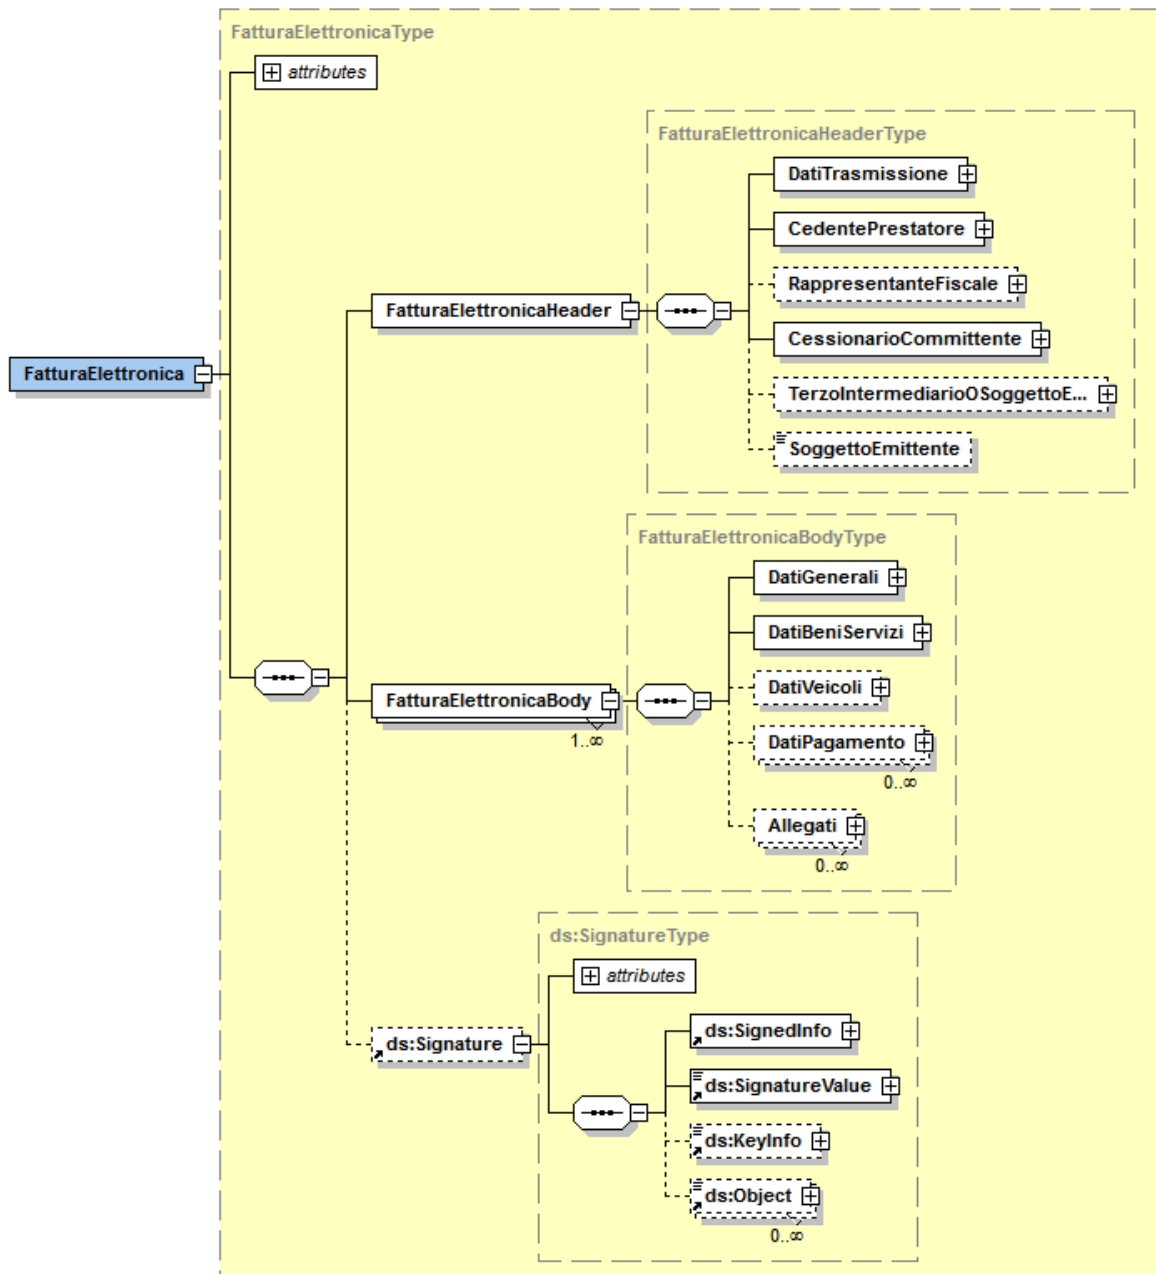 FatturaElettronicaType
attributes
FatturaElettronicaHeaderType
DatiTrasmissione
CedentePrestatore
RappresentanteFiscale
FatturaElettronicaHeader
CessionarioCommittente
FatturaElettronica
TerzoIntermediarioOSoggettoE...
SoggettoEmittente
FatturaElettronicaBodyType
DatiGenerali
DatiBeniServizi
DatiVeicoli
FatturaElettronicaBody
1..∞
DatiPagamento
0..∞
Allegati
0..∞
ds:SignatureType
attributes
ds:SignedInfo
ds:Signature
ds:SignatureValue
ds:KeyInfo
ds:Object
0..∞